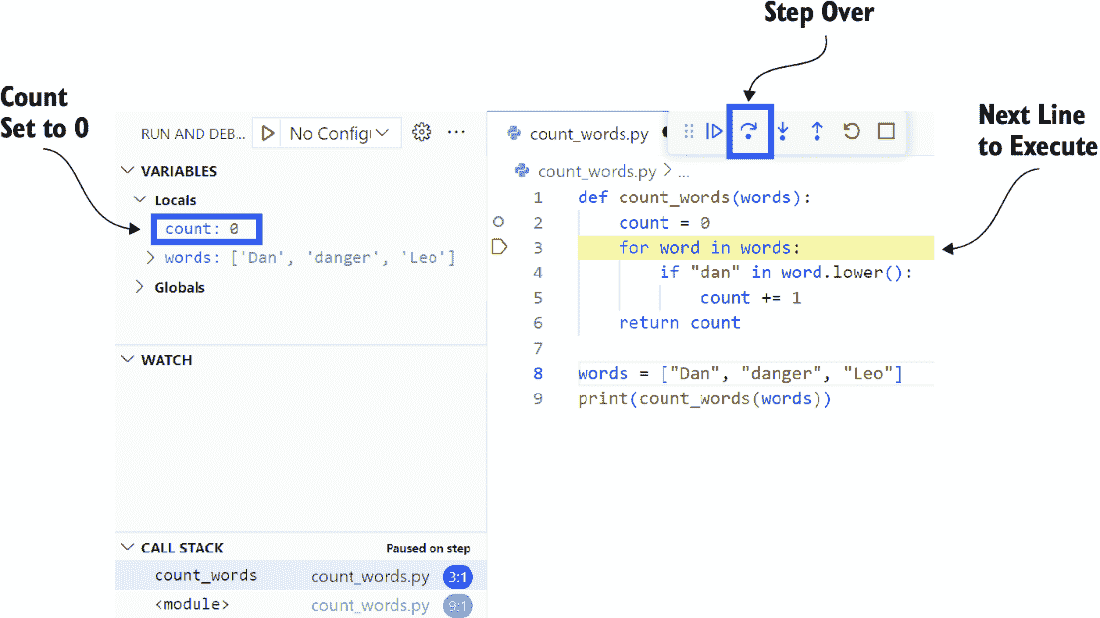 Step Over
Count
Set to 0
Next Line
to Execute
RUN AND DEB...
No Config
count_words.py
count_words.py > ...
VARIABLES
Locals
count: 0
words: ['Dan', 'danger', 'Leo']
Globals
WATCH
CALL STACK
Paused on step
count_words count_words.py 3:1
<module> count_words.py 9:1
1 def count_words(words):
2 count = 0
3 for word in words:
4 if "dan" in word.lower():
5 count += 1
6 return count
7
8 words = ["Dan", "danger", "Leo"]
9 print(count_words(words))